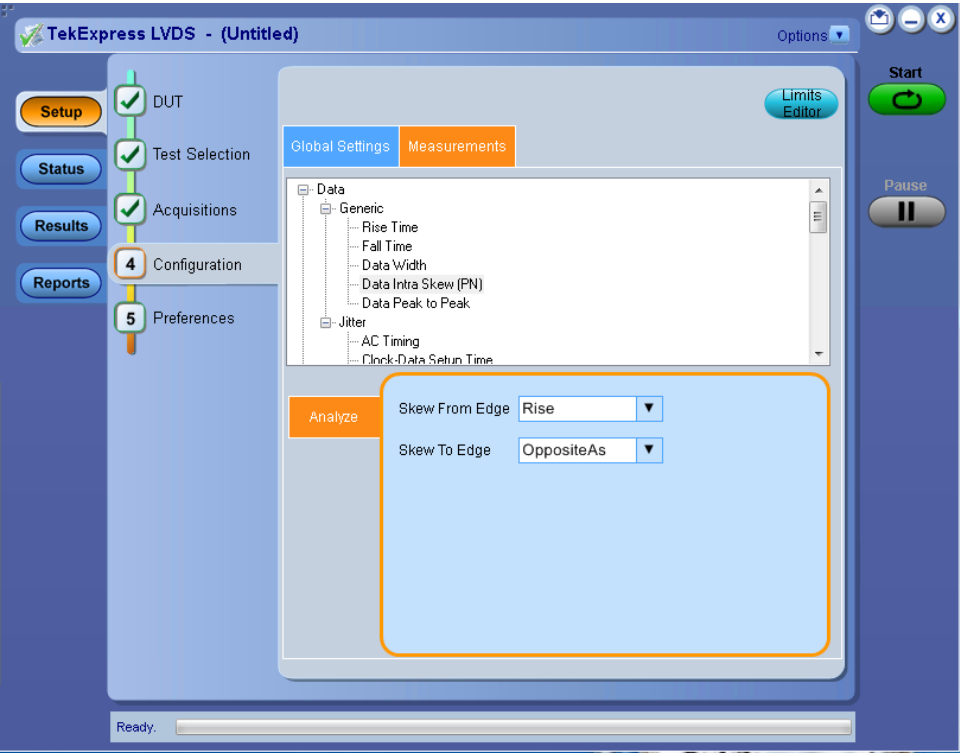 TekExpress LVDS - (Untitled)
Options
Start
Setup
DUT
Limits
Editor
Global Settings
Measurements
Test Selection
Status
Data
Pause
Generic
Acquisitions
Results
Rise Time
Fall Time
4
Configuration
Data Width
Reports
Data Intra Skew (PN)
Data Peak to Peak
5
Preferences
Jitter
AC Timing
Clock-Data Setup Time
Analyze
Skew From Edge
Rise
Skew To Edge
OppositeAs
Ready.